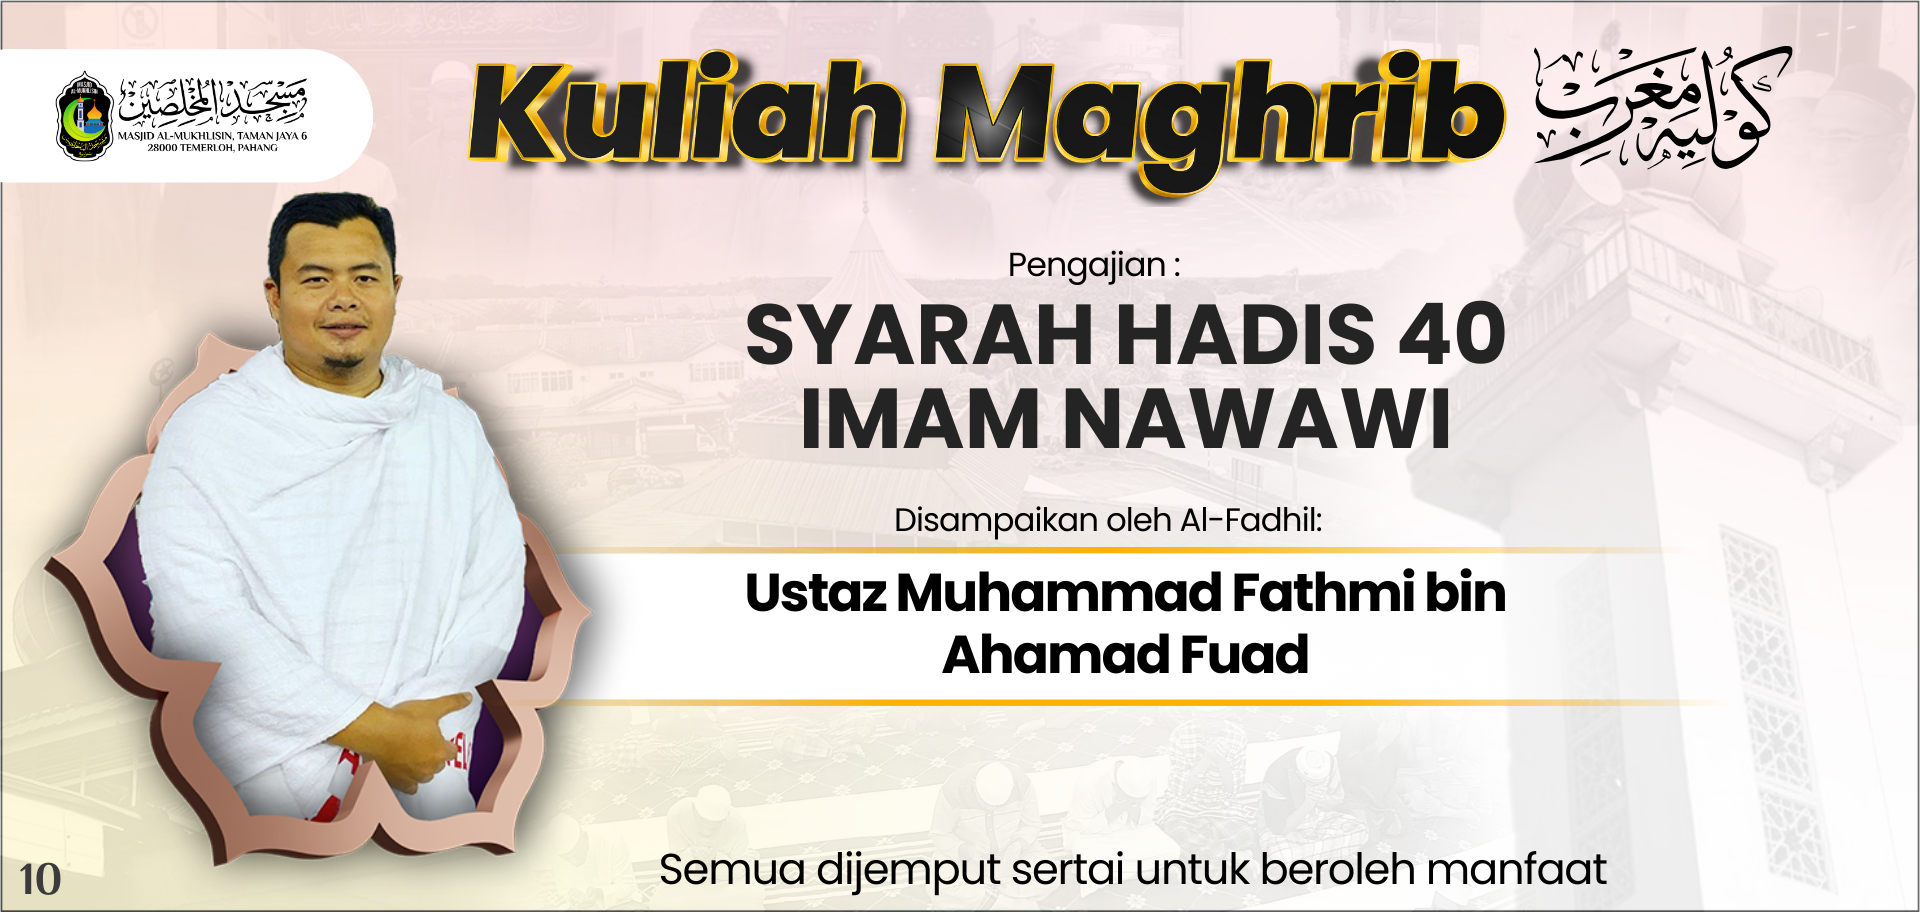 مسجد المخلصين
MASJID AL-MUKHLISIN, TAMAN JAYA 6
28000 TEMERLOH, PAHANG
Kuliah Maghrib
كوليه مغرب
Pengajian :
SYARAH HADIS 40
IMAM NAWAWI
Disampaikan oleh Al-Fadhil:
Ustaz Muhammad Fathmi bin
Ahamad Fuad
Semua dijemput sertai untuk beroleh manfaat
10